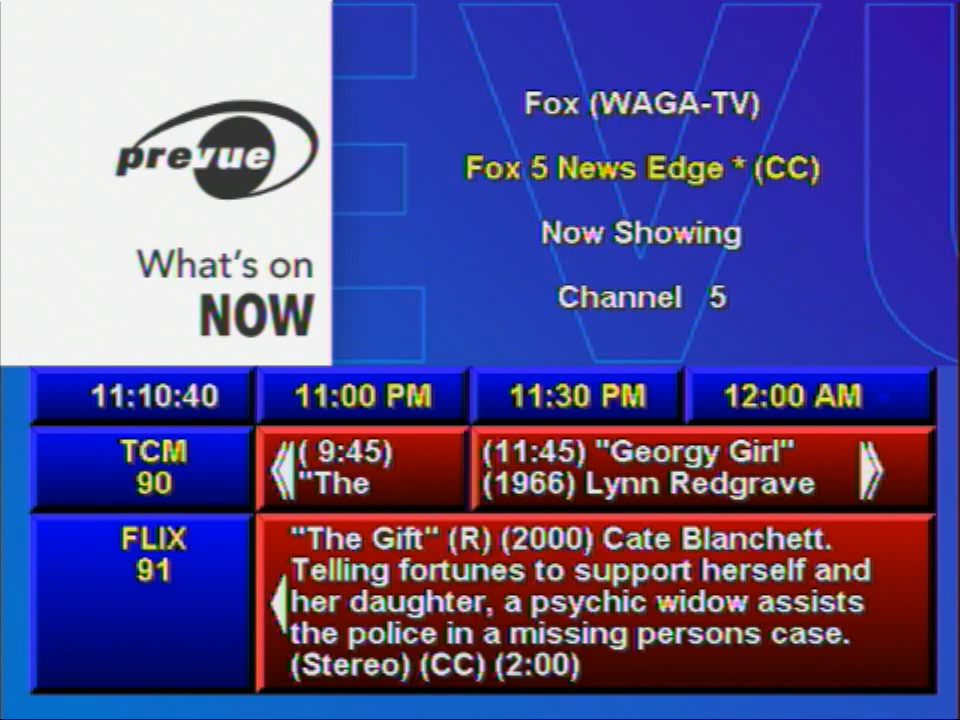 prevue
What's on
NOW
Fox (WAGA-TV)
Fox 5 News Edge * (CC)
Now Showing
Channel 5
11:10:40 11:00 PM 11:30 PM 12:00 AM
TCM
90
( 9:45)
"The
(11:45) "Georgy Girl"
(1966) Lynn Redgrave
FLIX
91
"The Gift" (R) (2000) Cate Blanchett.
Telling fortunes to support herself and
her daughter, a psychic widow assists
the police in a missing persons case.
(Stereo) (CC) (2:00)